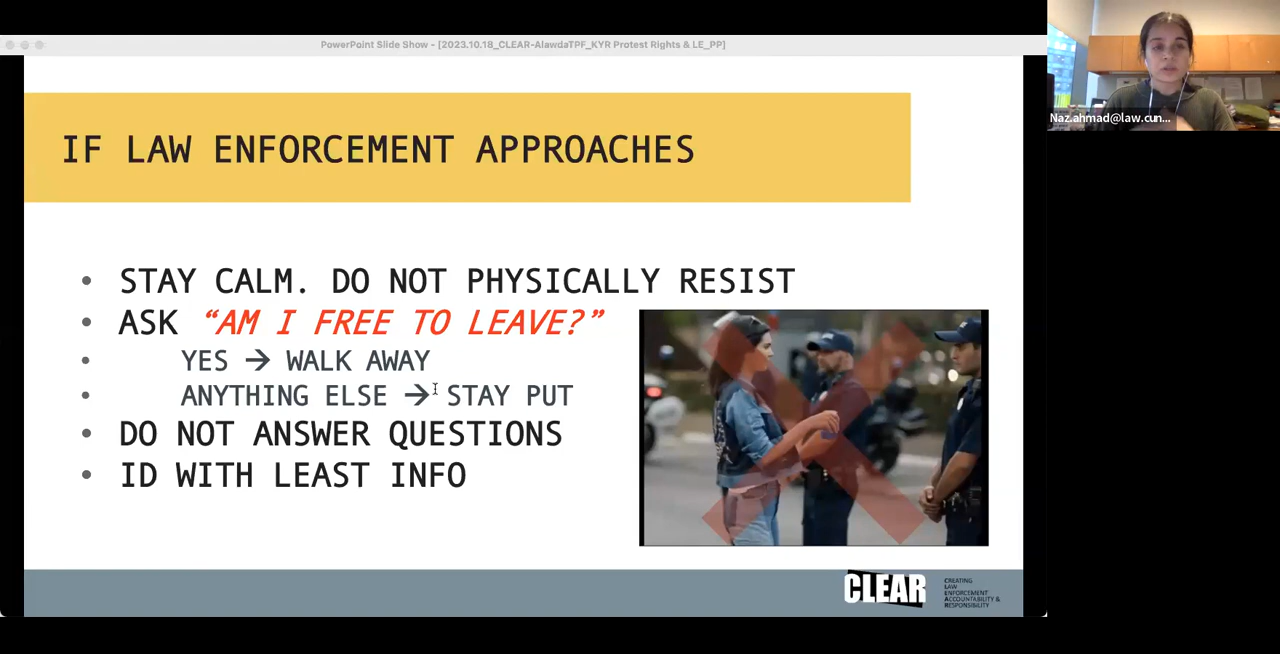 PowerPoint Slide Show - [2023.10.18_CLEAR-AlawdaTPF_KYR Protest Rights & LE_PP]
Naz.ahmad@law.cun...
IF LAW ENFORCEMENT APPROACHES
• STAY CALM. DO NOT PHYSICALLY RESIST
• ASK “AM I FREE TO LEAVE?”
• YES → WALK AWAY
• ANYTHING ELSE → STAY PUT
• DO NOT ANSWER QUESTIONS
• ID WITH LEAST INFO
CLEAR
CREATING
LAW
ENFORCEMENT
ACCOUNTABILITY &
RESPONSIBILITY